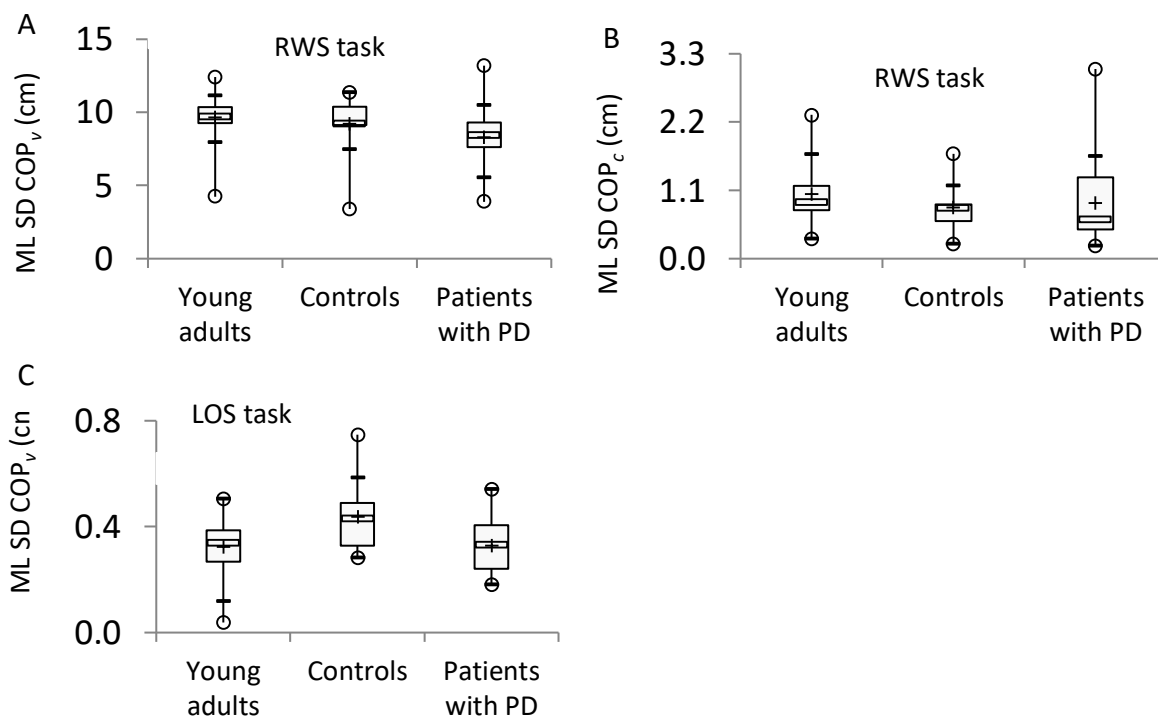 A
ML SD COPv (cm)
15
10
5
0
RWS task
Young adults
Controls
Patients with PD
B
ML SD COPc (cm)
3.3
2.2
1.1
0.0
RWS task
Young adults
Controls
Patients with PD
C
ML SD COPv (cn
0.8
0.4
0.0
LOS task
Young adults
Controls
Patients with PD